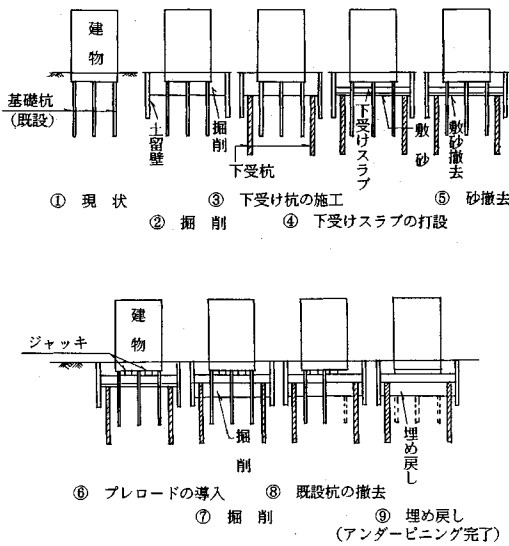 建物
基礎杭
(既設)
土留壁
掘削
下受杭
下受けスラブ
敷砂
敷砂撤去
① 現 状
② 掘 削
③ 下受け杭の施工
④ 下受けスラブの打設
⑤ 砂撤去
建物
ジャッキ
掘削
埋め戻し
⑥ プレロードの導入
⑦ 掘 削
⑧ 既設杭の撤去
⑨ 埋め戻し
(アンダーピニング完了)